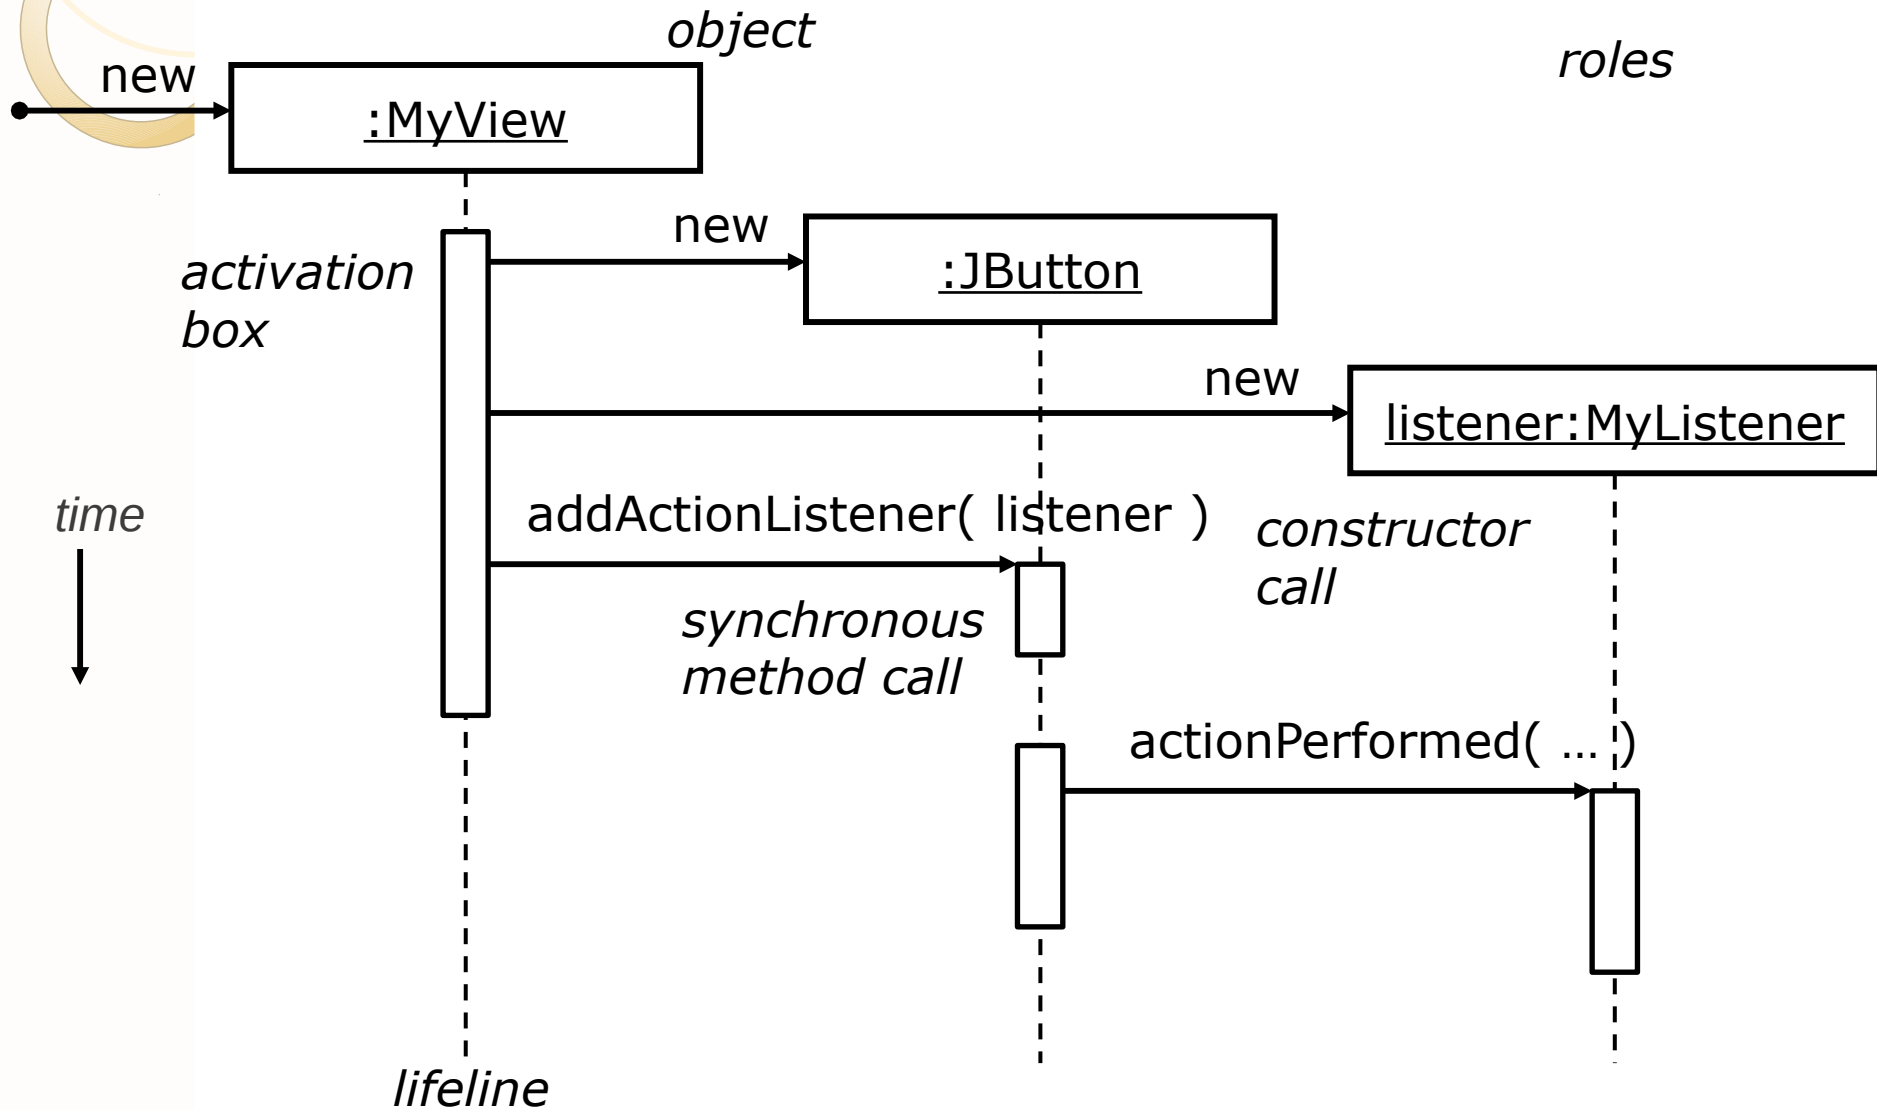 object
roles
new
:MyView
new
:JButton
activation
box
new
listener:MyListener
time
addActionListener( listener )
constructor
call
synchronous
method call
actionPerformed( ... )
lifeline